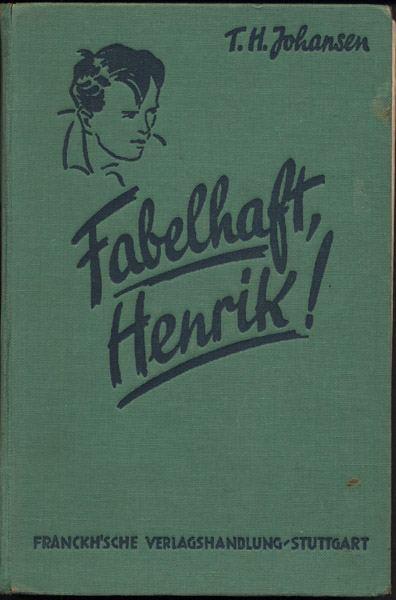 T. H. Johansen
Fabelhaft,
Henrik!
FRANCKH'SCHE VERLAGSHANDLUNG-STUTTGART